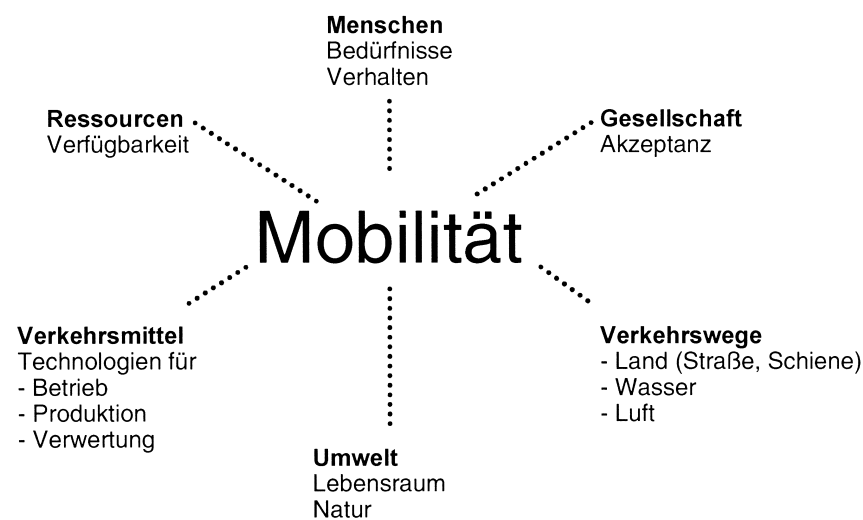 Menschen
Bedürfnisse
Verhalten
Ressourcen
Verfügbarkeit
Gesellschaft
Akzeptanz
Mobilität
Verkehrsmittel
Technologien für
- Betrieb
- Produktion
- Verwertung
Verkehrswege
- Land (Straße, Schiene)
- Wasser
- Luft
Umwelt
Lebensraum
Natur